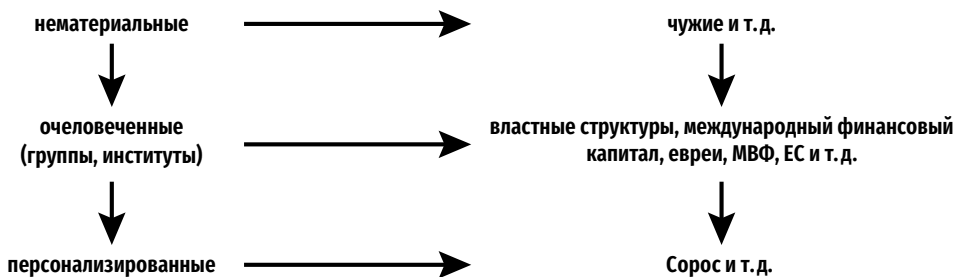 нематериальные
чужие и т. д.
очеловеченные
(группы, институты)
властные структуры, международный финансовый
капитал, евреи, МВФ, ЕС и т. д.
персонализированные
Сорос и т. д.